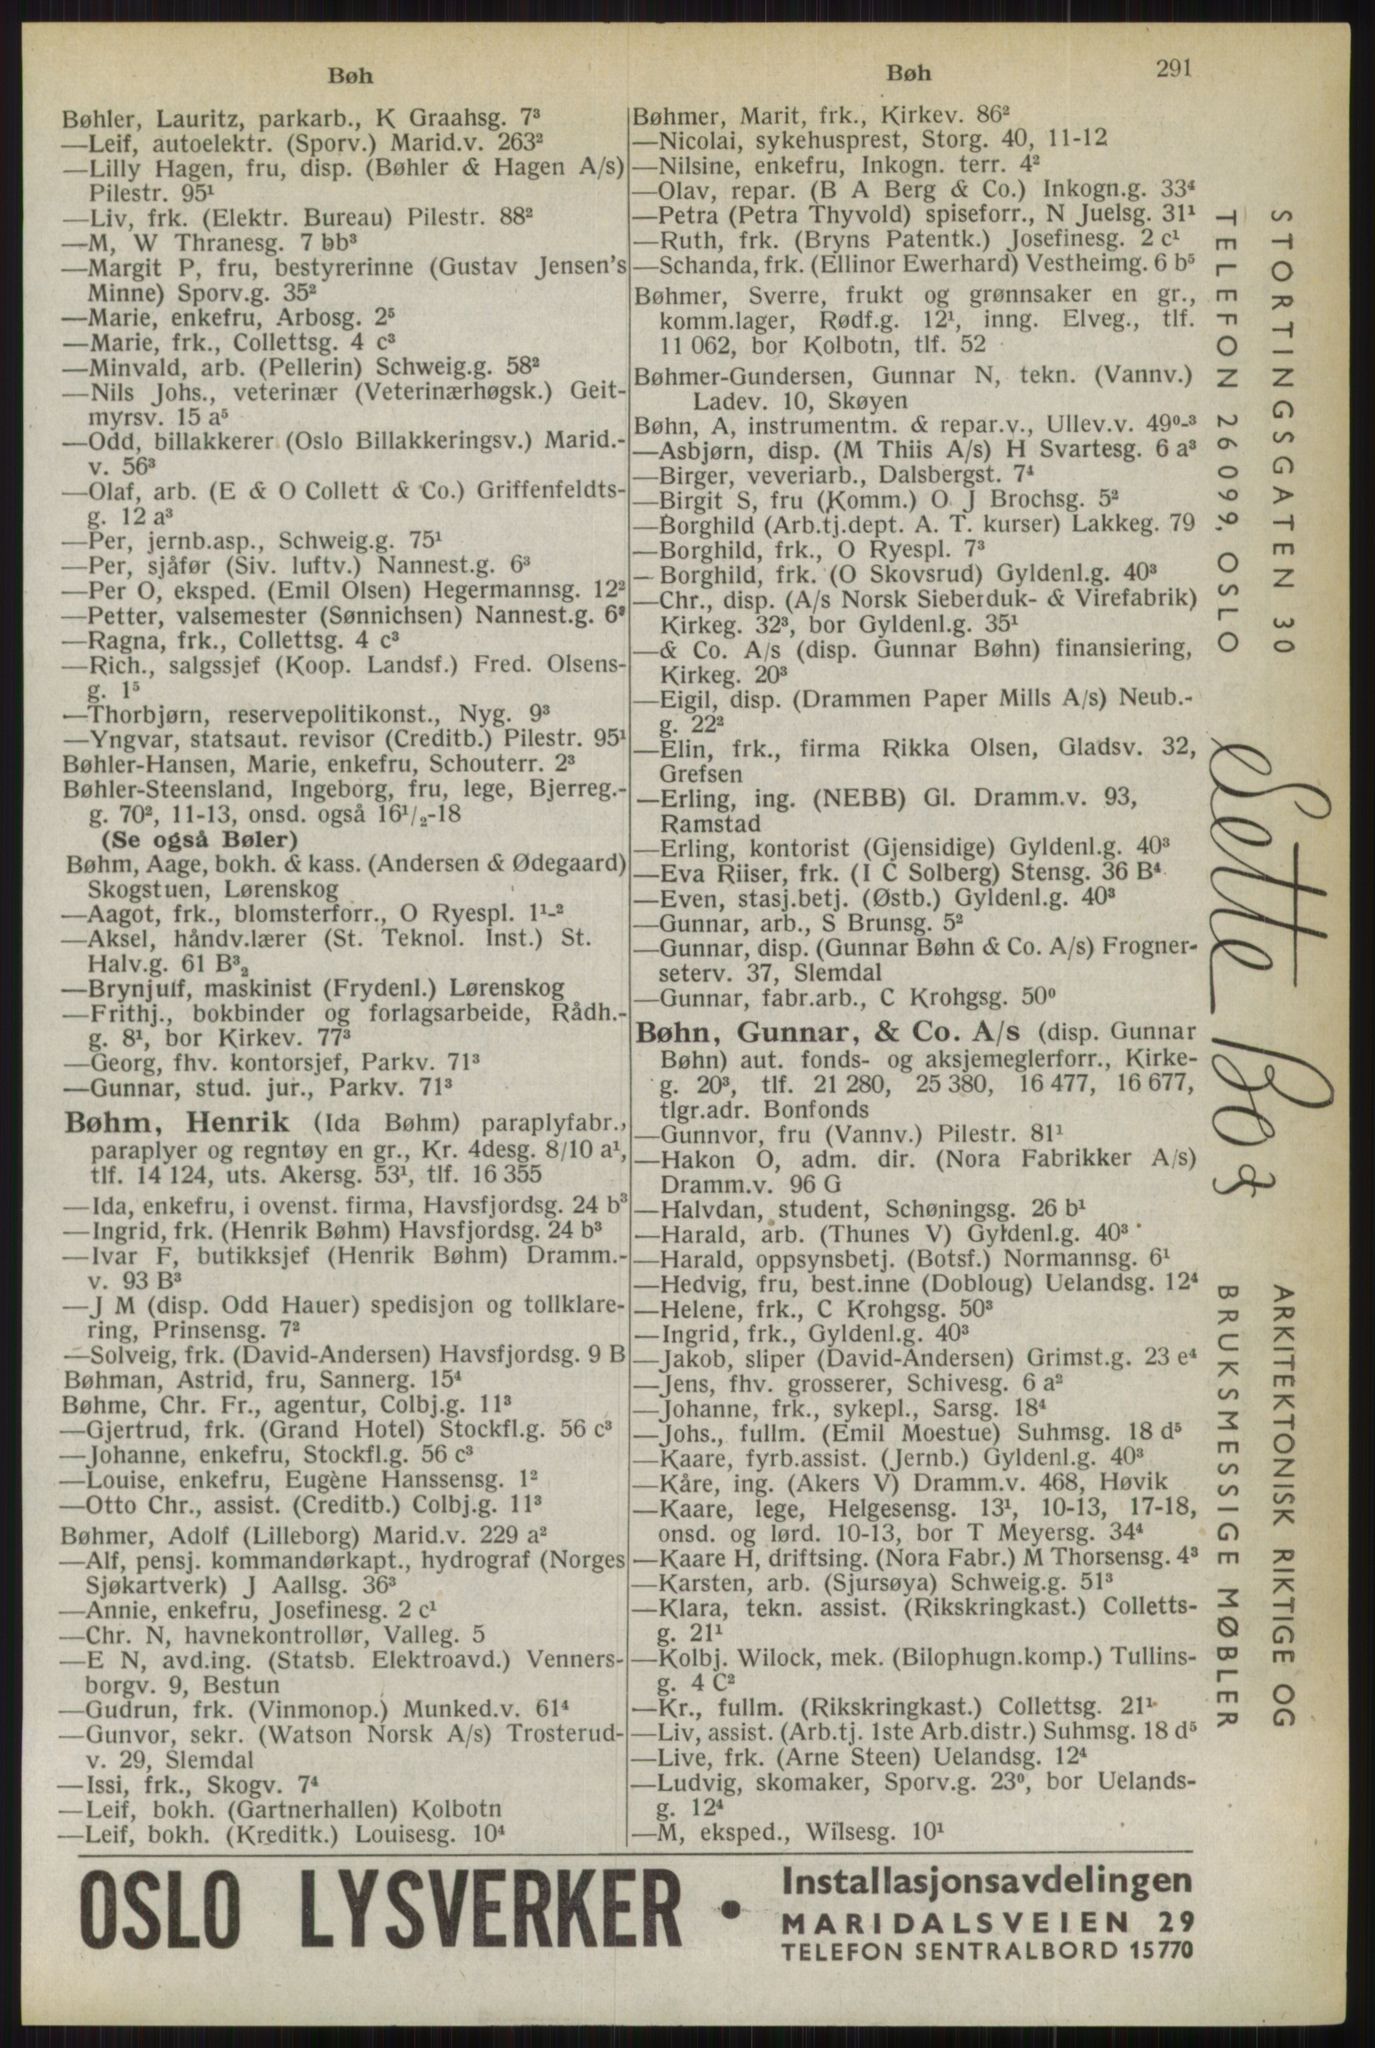 Bøh
Bøh
291
Bøhler, Lauritz, parkarb., K Graahsg. 7³
—Leif, autoelektr. (Sporv.) Marid.v. 263²
—Lilly Hagen, fru, disp. (Bøhler & Hagen A/s)
Pilestr. 95¹
—Liv, frk. (Elektr. Bureau) Pilestr. 88²
—M, W Thranesg. 7 bb³
—Margit P, fru, bestyrerinne (Gustav Jensen's
Minne) Sporv.g. 35²
—Marie, enkefru, Arbosg. 2⁵
—Marie, frk., Collettsg. 4 c³
—Minvald, arb. (Pellerin) Schweig.g. 58²
—Nils Johs., veterinær (Veterinærhøgsk.) Geit-
myrsv. 15 a⁵
—Odd, billakkerer (Oslo Billakkeringsv.) Marid.-
v. 56³
—Olaf, arb. (E & O Collett & Co.) Griffenfeldts-
g. 12 a³
—Per, jernb.asp., Schweig.g. 75¹
—Per, sjåfør (Siv. luftv.) Nannest.g. 6³
—Per O, eksped. (Emil Olsen) Hegermannsg. 12²
—Petter, valsemester (Sønnichsen) Nannest.g. 6³
—Ragna, frk., Collettsg. 4 c³
—Rich., salgssjef (Koop. Landsf.) Fred. Olsens-
g. 1⁵
—Thorbjørn, reservepolitikonst., Nyg. 9³
—Yngvar, statsaut. revisor (Creditb.) Pilestr. 95¹
Bøhler-Hansen, Marie, enkefru, Schouterr. 2³
Bøhler-Steensland, Ingeborg, fru, lege, Bjerreg.-
g. 70², 11-13, onsd. også 16¹/₂-18
(Se også Bøler)
Bøhm, Aage, bokh. & kass. (Andersen & Ødegaard)
Skogstuen, Lørenskog
—Aagot, frk., blomsterforr., O Ryespl. 1¹-²
—Aksel, håndv.lærer (St. Teknol. Inst.) St.
Halv.g. 61 B³₂
—Brynjulf, maskinist (Frydenl.) Lørenskog
—Frithj., bokbinder og forlagsarbeide, Rådh.-
g. 8¹, bor Kirkev. 77³
—Georg, fhv. kontorsjef, Parkv. 71³
—Gunnar, stud. jur., Parkv. 71³
Bøhm, Henrik (Ida Bøhm) paraplyfabr.,
paraplyer og regntøy en gr., Kr. 4desg. 8/10 a¹,
tlf. 14 124, uts. Akersg. 53¹, tlf. 16 355
—Ida, enkefru, i ovenst. firma, Havsfjordsg. 24 b³
—Ingrid, frk. (Henrik Bøhm) Havsfjordsg. 24 b³
—Ivar F, butikksjef (Henrik Bøhm) Dramm.-
v. 93 B³
—J M (disp. Odd Hauer) spedisjon og tollklare-
ring, Prinsensg. 7²
—Solveig, frk. (David-Andersen) Havsfjordsg. 9 B
Bøhman, Astrid, fru, Sannerg. 15⁴
Bøhme, Chr. Fr., agentur, Colbj.g. 11³
—Gjertrud, frk. (Grand Hotel) Stockfl.g. 56 c³
—Johanne, enkefru, Stockfl.g. 56 c³
—Louise, enkefru, Eugène Hanssensg. 1²
—Otto Chr., assist. (Creditb.) Colbj.g. 11³
Bøhmer, Adolf (Lilleborg) Marid.v. 229 a²
—Alf, pensj. kommandørkapt., hydrograf (Norges
Sjøkartverk) J Aallsg. 36³
—Annie, enkefru, Josefinesg. 2 c¹
—Chr. N, havnekontrollør, Valleg. 5
—E N, avd.ing. (Statsb. Elektroavd.) Venners-
borgv. 9, Bestun
—Gudrun, frk. (Vinmonop.) Munked.v. 61⁴
—Gunvor, sekr. (Watson Norsk A/s) Trosterud-
v. 29, Slemdal
—Issi, frk., Skogv. 7⁴
—Leif, bokh. (Gartnerhallen) Kolbotn
—Leif, bokh. (Kreditk.) Louisesg. 10⁴
Bøhmer, Marit, frk., Kirkev. 86²
—Nicolai, sykehusprest, Storg. 40, 11-12
—Nilsine, enkefru, Inkogn. terr. 4²
—Olav, repar. (B A Berg & Co.) Inkogn.g. 33⁴
—Petra (Petra Thyvold) spiseforr., N Juelsg. 31¹
—Ruth, frk. (Bryns Patentk.) Josefinesg. 2 c¹
—Schanda, frk. (Ellinor Ewerhard) Vestheimg. 6 b⁵
Bøhmer, Sverre, frukt og grønnsaker en gr.,
komm.lager, Rødf.g. 12¹, inng. Elveg., tlf.
11 062, bor Kolbotn, tlf. 52
Bøhmer-Gundersen, Gunnar N, tekn. (Vannv.)
Ladev. 10, Skøyen
Bøhn, A, instrumentm. & repar.v., Ullev.v. 49⁰-³
—Asbjørn, disp. (M Thiis A/s) H Svartesg. 6 a³
—Birger, veveriarb., Dalsbergst. 7⁴
—Birgit S, fru (Komm.) O J Brochsg. 5²
—Borghild (Arb.tj.dept. A. T. kurser) Lakkeg. 79
—Borghild, frk., O Ryespl. 7³
—Borghild, frk. (O Skovsrud) Gyldenl.g. 40³
—Chr., disp. (A/s Norsk Sieberduk- & Virefabrik)
Kirkeg. 32³, bor Gyldenl.g. 35¹
—& Co. A/s (disp. Gunnar Bøhn) finansiering,
Kirkeg. 20³
—Eigil, disp. (Drammen Paper Mills A/s) Neub.-
g. 22²
—Elin, frk., firma Rikka Olsen, Gladsv. 32,
Grefsen
—Erling, ing. (NEBB) Gl. Dramm.v. 93,
Ramstad
—Erling, kontorist (Gjensidige) Gyldenl.g. 40³
—Eva Riiser, frk. (I C Solberg) Stensg. 36 B⁴
—Even, stasj.betj. (Østb.) Gyldenl.g. 40³
—Gunnar, arb., S Brunsg. 5²
—Gunnar, disp. (Gunnar Bøhn & Co. A/s) Frogner-
seterv. 37, Slemdal
—Gunnar, fabr.arb., C Krohgsg. 50⁰
Bøhn, Gunnar, & Co. A/s (disp. Gunnar
Bøhn) aut. fonds- og aksjemeglerforr., Kirke-
g. 20³, tlf. 21 280, 25 380, 16 477, 16 677,
tlgr.adr. Bonfonds
—Gunnvor, fru (Vannv.) Pilestr. 81¹
—Hakon O, adm. dir. (Nora Fabrikker A/s)
Dramm.v. 96 G
—Halvdan, student, Schøningsg. 26 b¹
—Harald, arb. (Thunes V) Gyldenl.g. 40³
—Harald, oppsynsbetj. (Botsf.) Normannsg. 6¹
—Hedvig, fru, best.inne (Dobloug) Uelandsg. 12⁴
—Helene, frk., C Krohgsg. 50³
—Ingrid, frk., Gyldenl.g. 40³
—Jakob, sliper (David-Andersen) Grimst.g. 23 e⁴
—Jens, fhv. grosserer, Schivesg. 6 a²
—Johanne, frk., sykepl., Sarsg. 18⁴
—Johs., fullm. (Emil Moestue) Suhmsg. 18 d⁵
—Kaare, fyrb.assist. (Jernb.) Gyldenl.g. 40³
—Kåre, ing. (Akers V) Dramm.v. 468, Høvik
—Kaare, lege, Helgesensg. 13¹, 10-13, 17-18,
onsd. og lørd. 10-13, bor T Meyersg. 34⁴
—Kaare H, driftsing. (Nora Fabr.) M Thorsensg. 4³
—Karsten, arb. (Sjursøya) Schweig.g. 51³
—Klara, tekn. assist. (Rikskringkast.) Colletts-
g. 21¹
—Kolbj. Wilock, mek. (Bilophugn.komp.) Tullins-
g. 4 C²
—Kr., fullm. (Rikskringkast.) Collettsg. 21¹
—Liv, assist. (Arb.tj. 1ste Arb.distr.) Suhmsg. 18 d⁵
—Live, frk. (Arne Steen) Uelandsg. 12⁴
—Ludvig, skomaker, Sporv.g. 23⁰, bor Uelands-
g. 12⁴
—M, eksped., Wilsesg. 10¹
STORTINGSGATEN 30
TELEFON 26099, OSLO
Sette Bos
ARKITEKTONISK RIKTIGE OG
BRUKSMESSIGE MØBLER
OSLO LYSVERKER •
Installasjonsavdelingen
MARIDALSVEIEN 29
TELEFON SENTRALBORD 15770